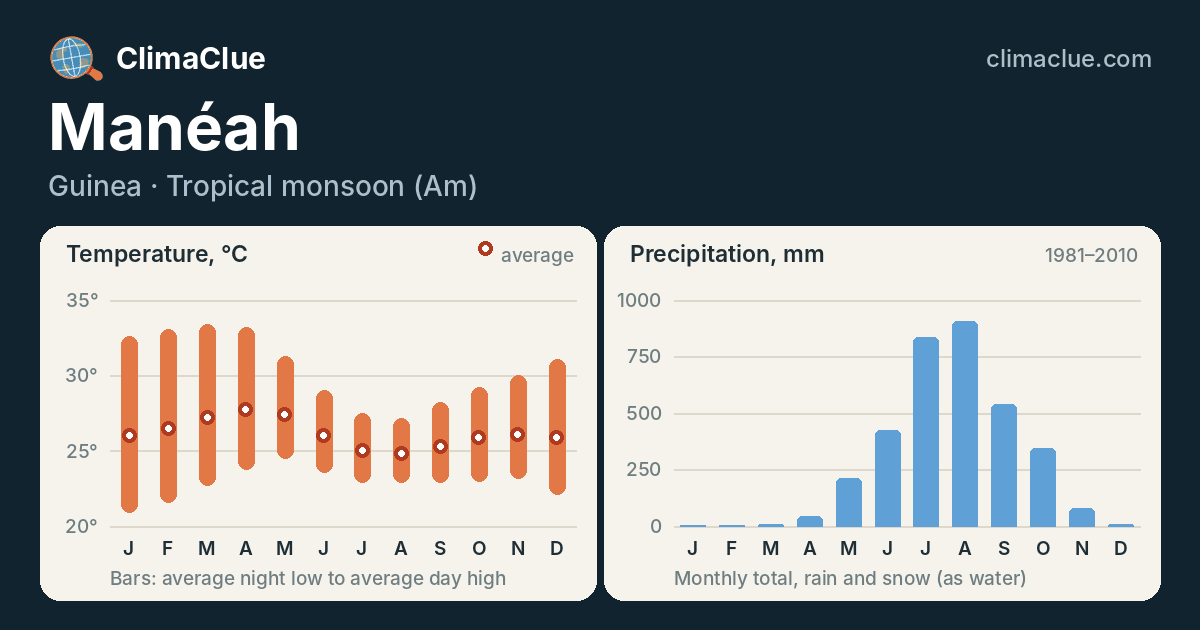 ClimaClue
climaclue.com
Manéah
Guinea · Tropical monsoon (Am)
Temperature, °C
average
35°
30°
25°
20°
J F M A M J J A S O N D
Bars: average night low to average day high
Precipitation, mm
1981–2010
1000
750
500
250
0
J F M A M J J A S O N D
Monthly total, rain and snow (as water)